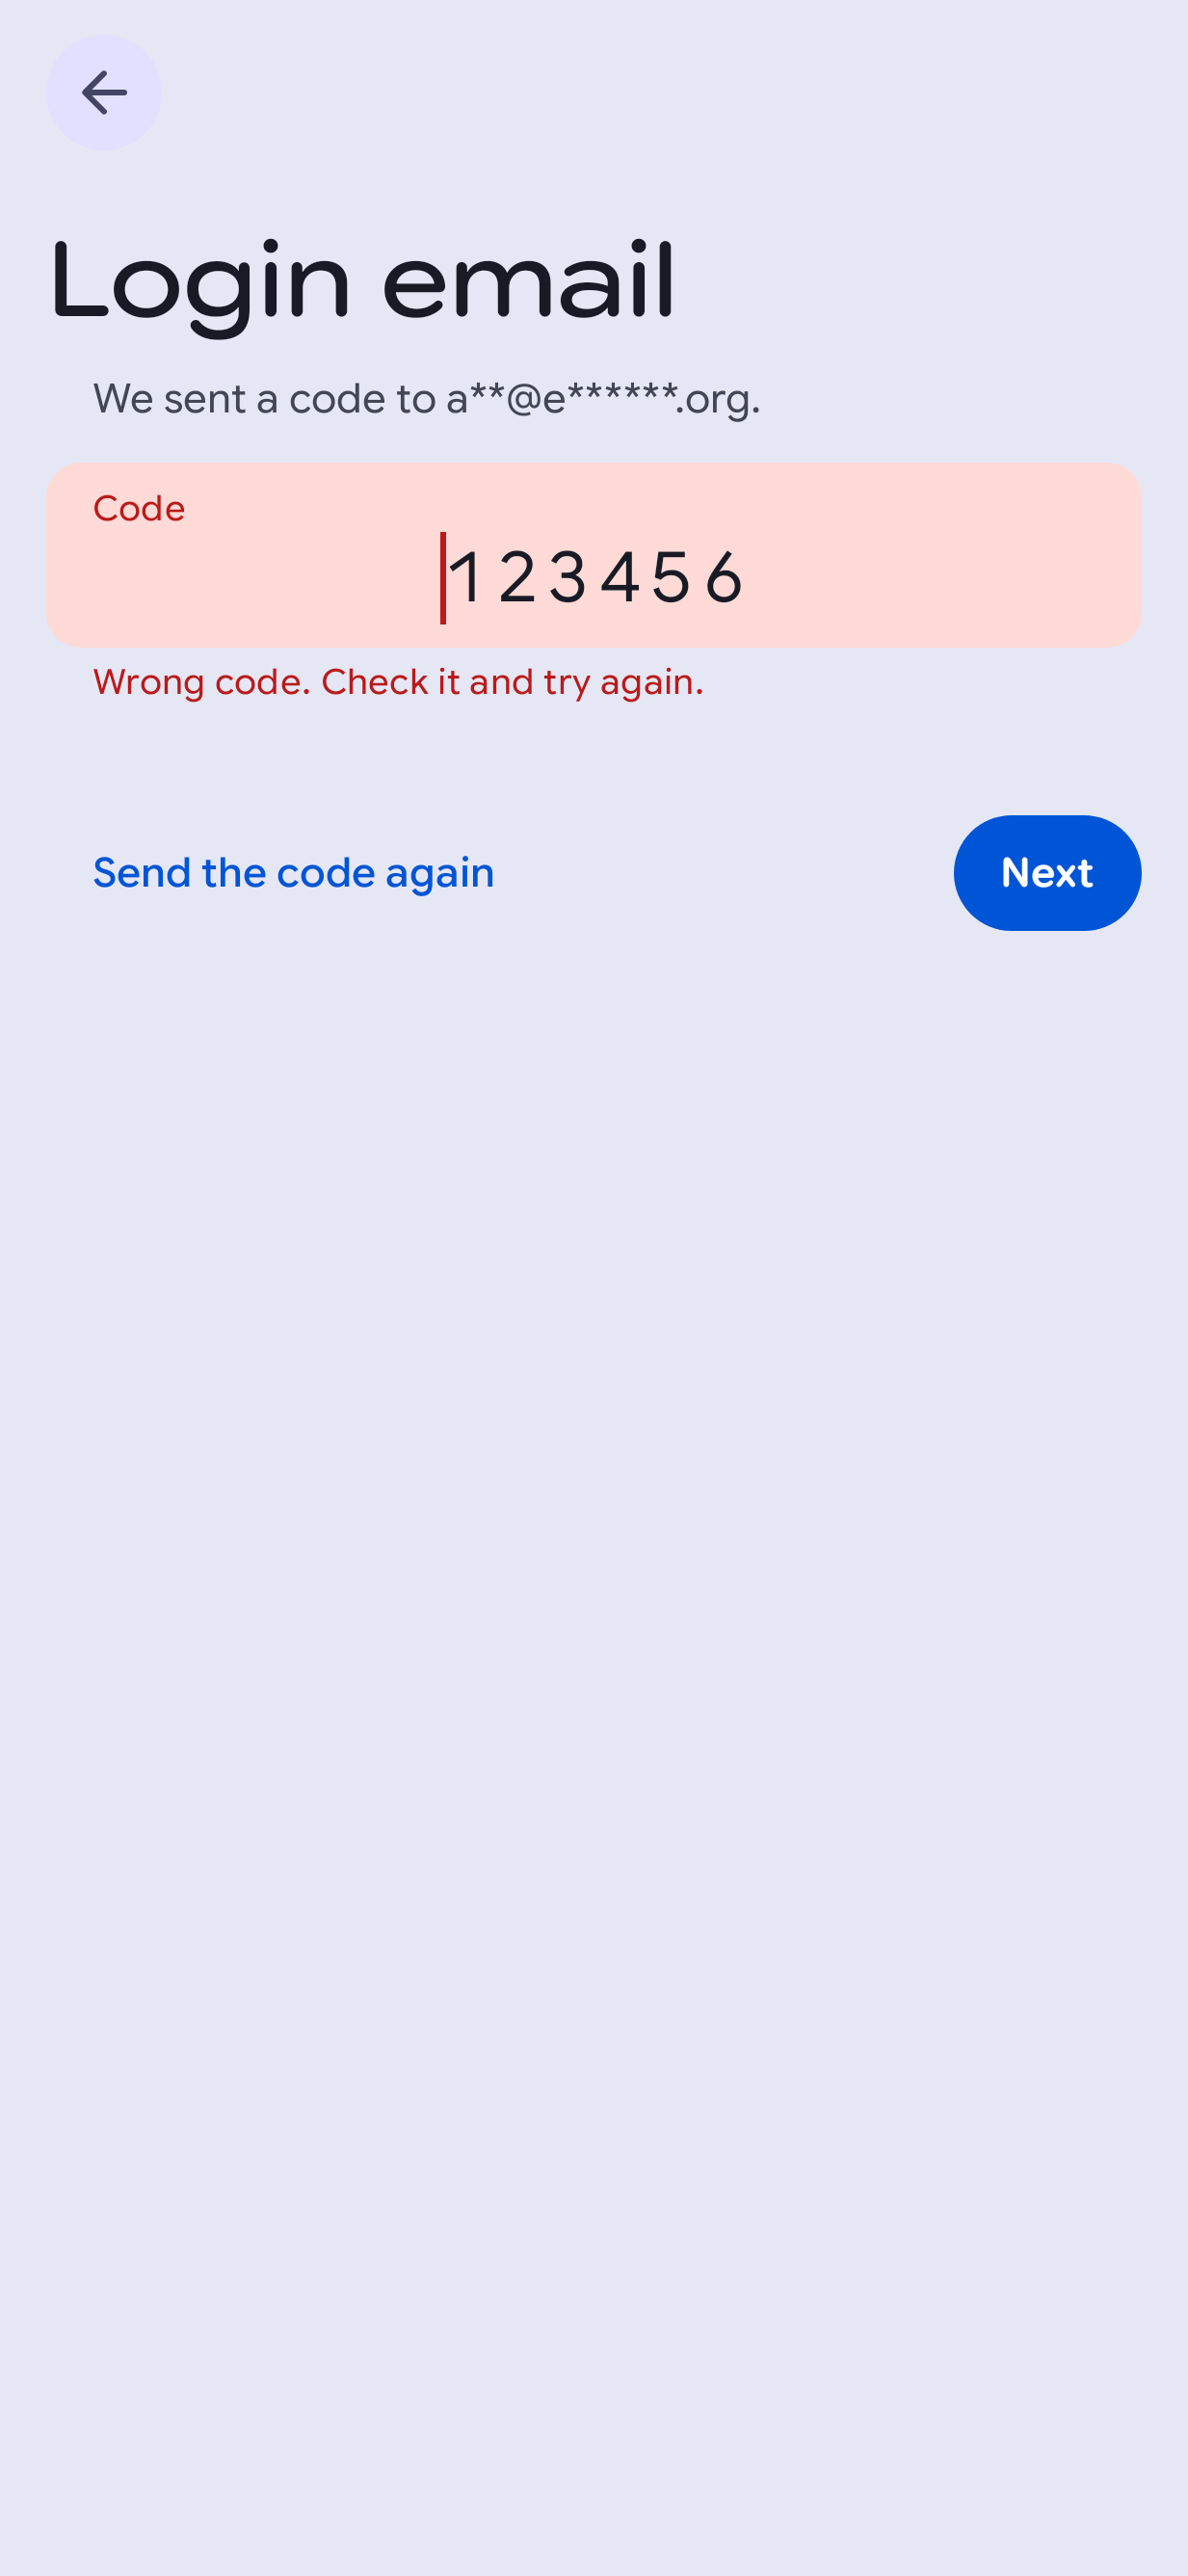 Login email
We sent a code to a**@e******.org.
Code
123456
Wrong code. Check it and try again.
Send the code again
Next